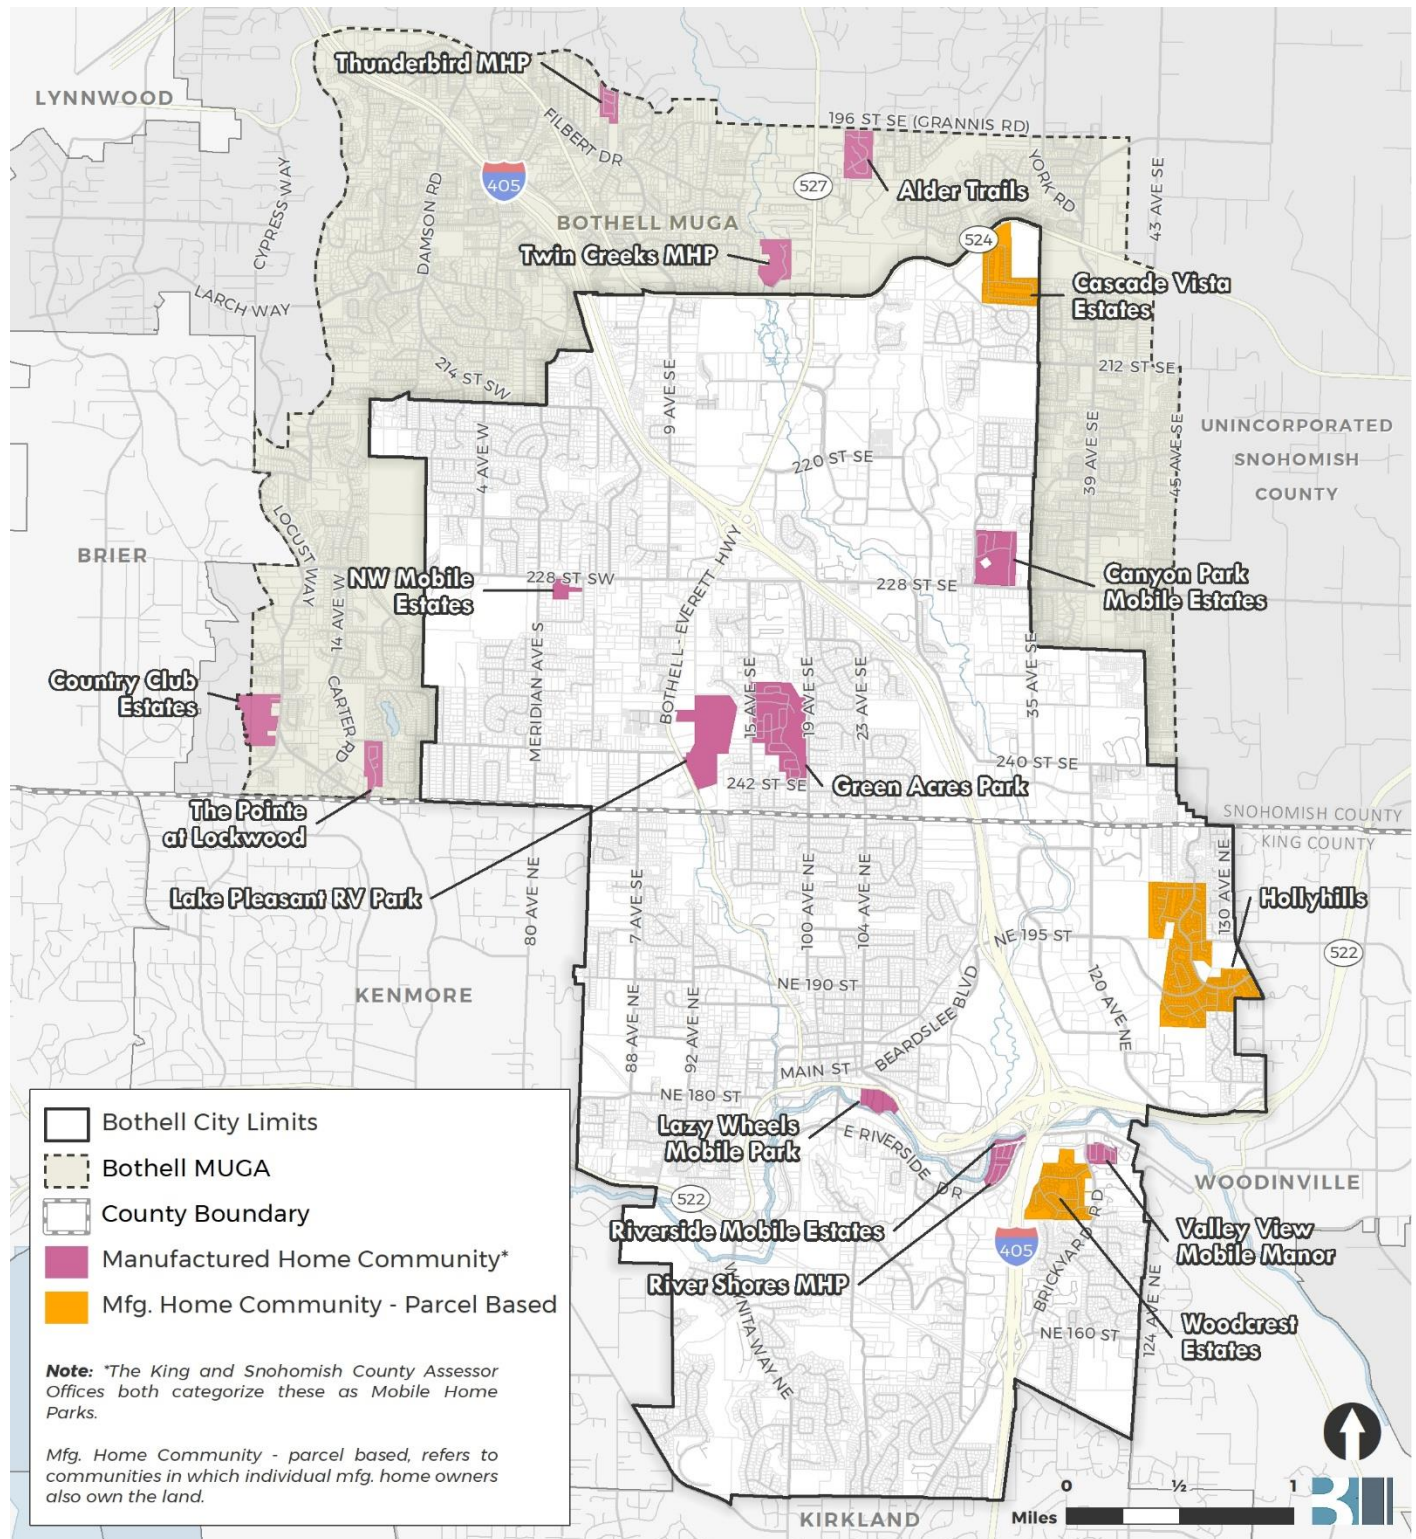 Thunderbird MHP
LYNNWOOD
196 ST SE (GRANNIS RD)
FILBERT DR
YORK RD
405
527
Alder Trails
CYPRESS WAY
DAMSON RD
43 AVE SE
BOTHELL MUGA
Twin Creeks MHP
524
Cascade Vista
Estates
LARCH WAY
214 ST SW
9 AVE SE
212 ST SE
4 AVE W
39 AVE SE
45 AVE SE
UNINCORPORATED
SNOHOMISH
COUNTY
220 ST SE
LOCUST WAY
BRIER
BOTHELL - EVERETT HWY
NW Mobile
Estates
228 ST SW
228 ST SE
Canyon Park
Mobile Estates
14 AVE W
MERIDIAN AVE S
15 AVE SE
19 AVE SE
23 AVE SE
35 AVE SE
Country Club
Estates
CARTER RD
240 ST SE
242 ST SE
Green Acres Park
The Pointe
at Lockwood
SNOHOMISH COUNTY
KING COUNTY
Lake Pleasant RV Park
80 AVE NE
7 AVE SE
100 AVE NE
104 AVE NE
130 AVE NE
Hollyhills
NE 195 ST
522
KENMORE
NE 190 ST
120 AVE NE
88 AVE NE
92 AVE NE
BEARDSLEE BLVD
MAIN ST
NE 180 ST
Lazy Wheels
Mobile Park
E RIVERSIDE DR
WOODINVILLE
522
Riverside Mobile Estates
405
BRICKYARD RD
Valley View
Mobile Manor
River Shores MHP
124 AVE NE
WAYNITA WAY NE
NE 160 ST
Woodcrest
Estates
Bothell City Limits
Bothell MUGA
County Boundary
Manufactured Home Community*
Mfg. Home Community - Parcel Based
Note: *The King and Snohomish County Assessor
Offices both categorize these as Mobile Home
Parks.
Mfg. Home Community - parcel based, refers to
communities in which individual mfg. home owners
also own the land.
0 ½ 1
Miles
KIRKLAND